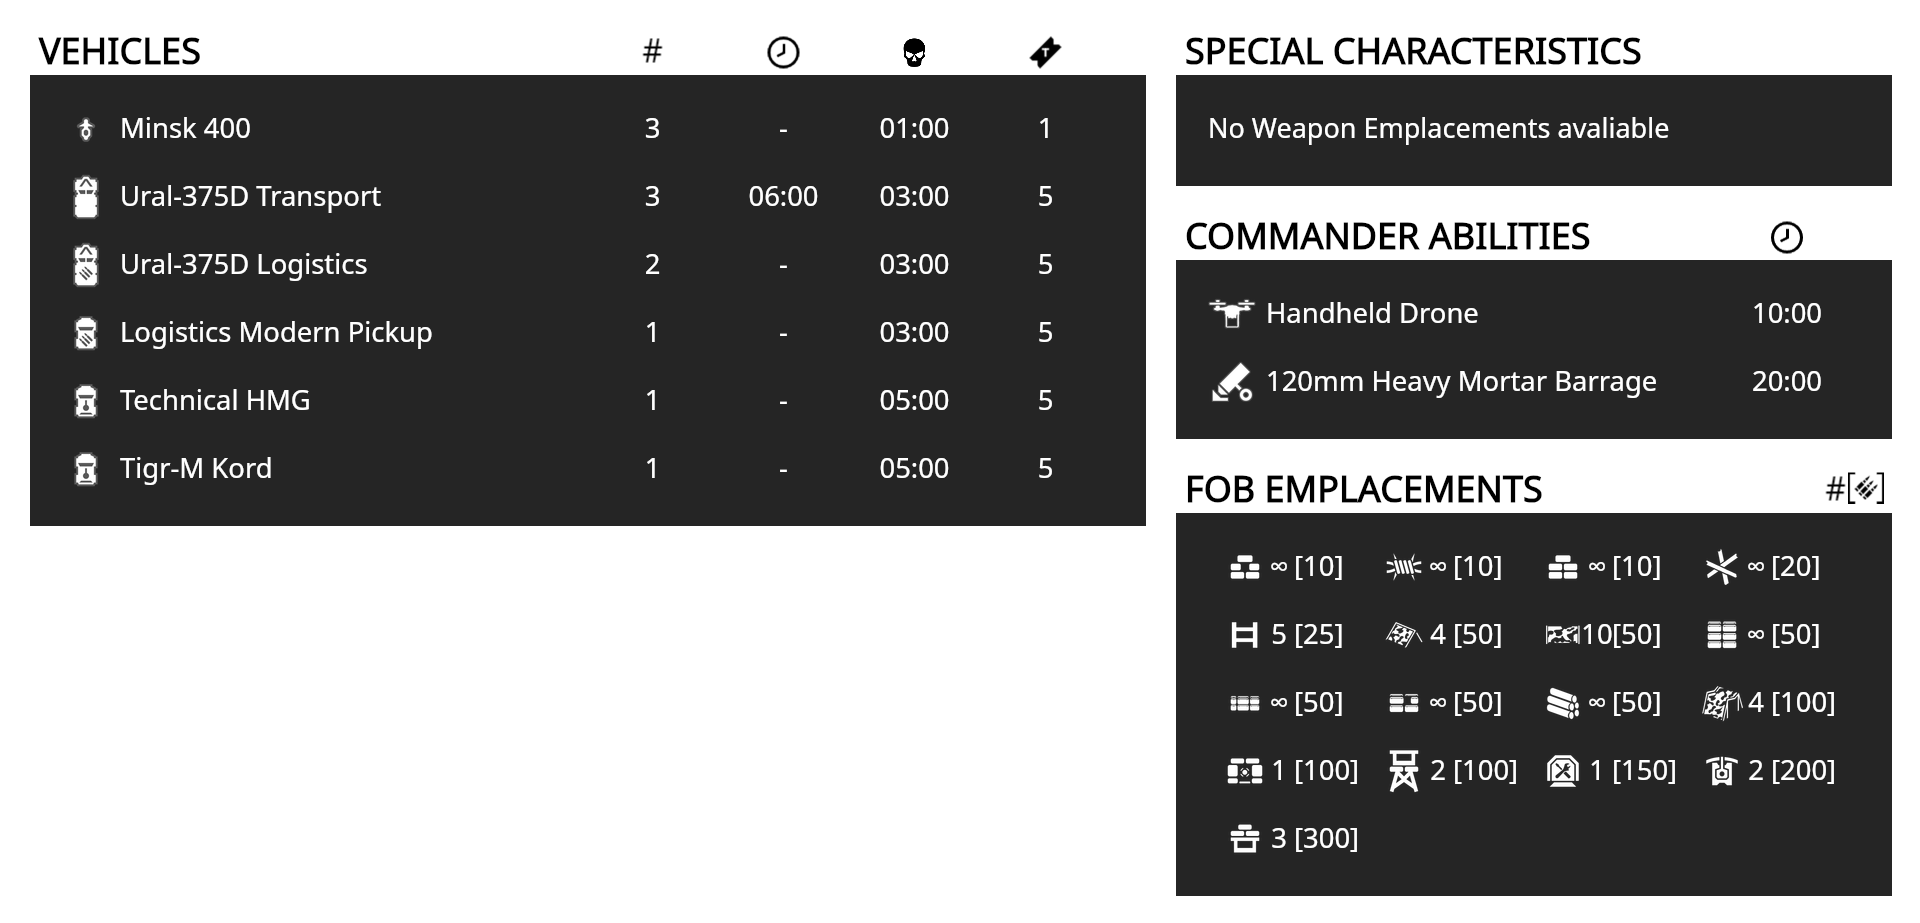 VEHICLES #
T
Minsk 400 3 - 01:00 1
Ural-375D Transport 3 06:00 03:00 5
Ural-375D Logistics 2 - 03:00 5
Logistics Modern Pickup 1 - 03:00 5
Technical HMG 1 - 05:00 5
Tigr-M Kord 1 - 05:00 5
SPECIAL CHARACTERISTICS
No Weapon Emplacements avaliable
COMMANDER ABILITIES
Handheld Drone 10:00
120mm Heavy Mortar Barrage 20:00
FOB EMPLACEMENTS #[]
∞ [10] ∞ [10] ∞ [10] ∞ [20]
5 [25] 4 [50] 10[50] ∞ [50]
∞ [50] ∞ [50] ∞ [50] 4 [100]
1 [100] 2 [100] 1 [150] 2 [200]
3 [300]